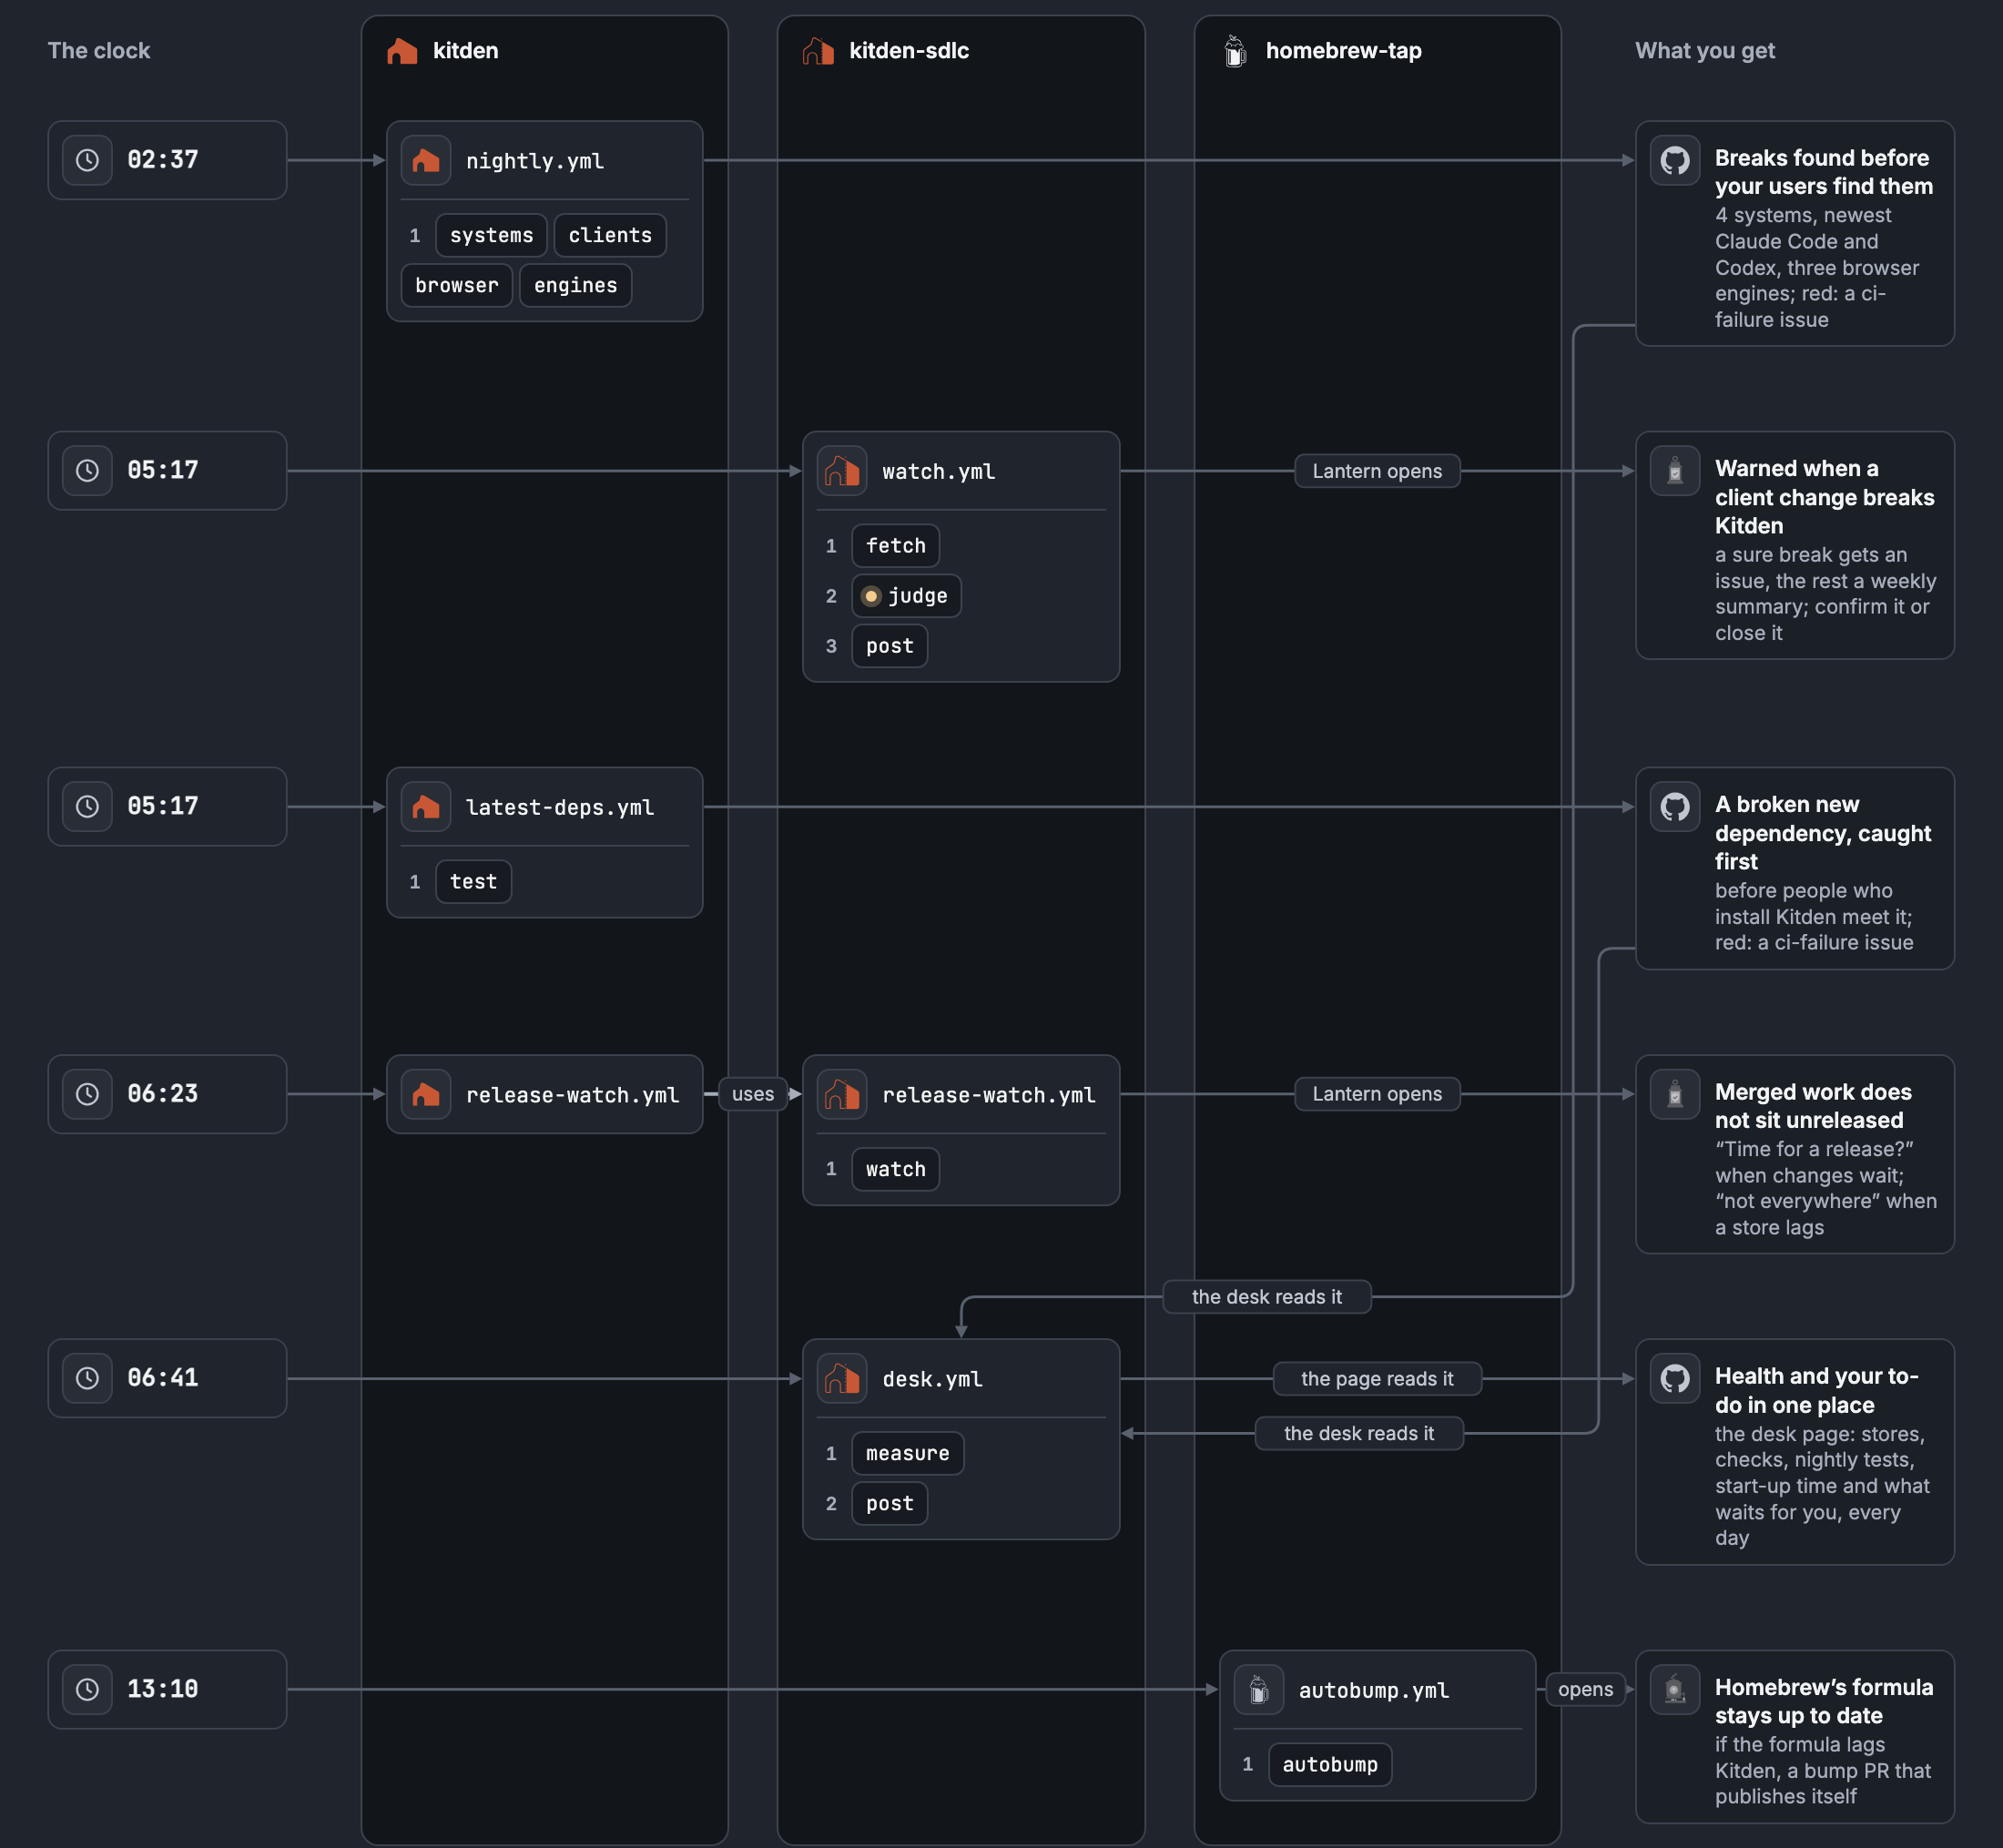 The clock
kitden
kitden-sdlc
homebrew-tap
What you get
02:37
nightly.yml
1 systems clients
browser engines
Breaks found before
your users find them
4 systems, newest
Claude Code and
Codex, three browser
engines; red: a ci-
failure issue
05:17
watch.yml
1 fetch
2 judge
3 post
Lantern opens
Warned when a
client change breaks
Kitden
a sure break gets an
issue, the rest a weekly
summary; confirm it or
close it
05:17
latest-deps.yml
1 test
A broken new
dependency, caught
first
before people who
install Kitden meet it;
red: a ci-failure issue
06:23
release-watch.yml
uses
release-watch.yml
1 watch
Lantern opens
Merged work does
not sit unreleased
“Time for a release?”
when changes wait;
“not everywhere” when
a store lags
the desk reads it
06:41
desk.yml
1 measure
2 post
the page reads it
the desk reads it
Health and your to-
do in one place
the desk page: stores,
checks, nightly tests,
start-up time and what
waits for you, every
day
13:10
autobump.yml
1 autobump
opens
Homebrew’s formula
stays up to date
if the formula lags
Kitden, a bump PR that
publishes itself